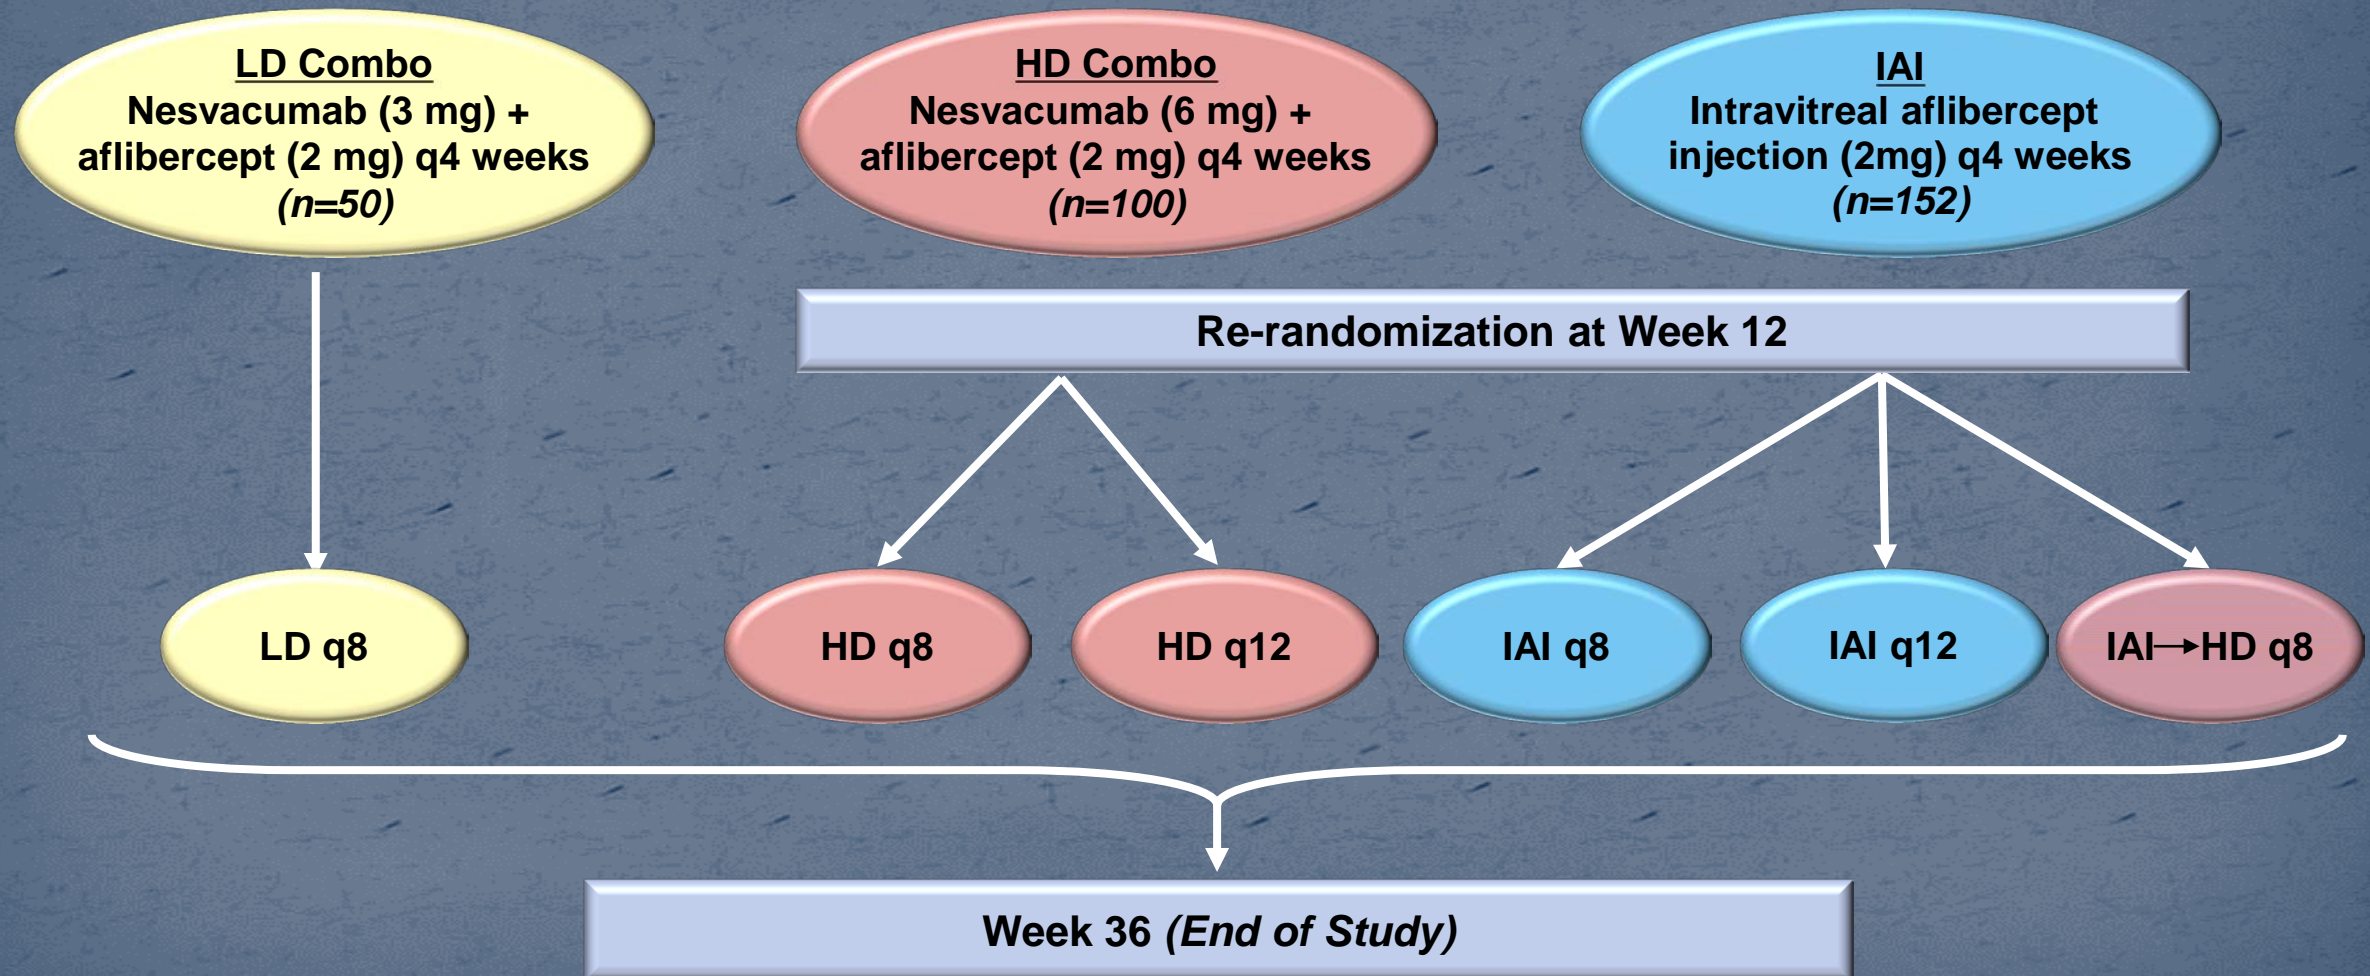 LD Combo
Nesvacumab (3 mg) +
aflibercept (2 mg) q4 weeks
(n=50)
HD Combo
Nesvacumab (6 mg) +
aflibercept (2 mg) q4 weeks
(n=100)
IAI
Intravitreal aflibercept
injection (2mg) q4 weeks
(n=152)
Re-randomization at Week 12
LD q8
HD q8
HD q12
IAI q8
IAI q12
IAI→HD q8
Week 36 (End of Study)